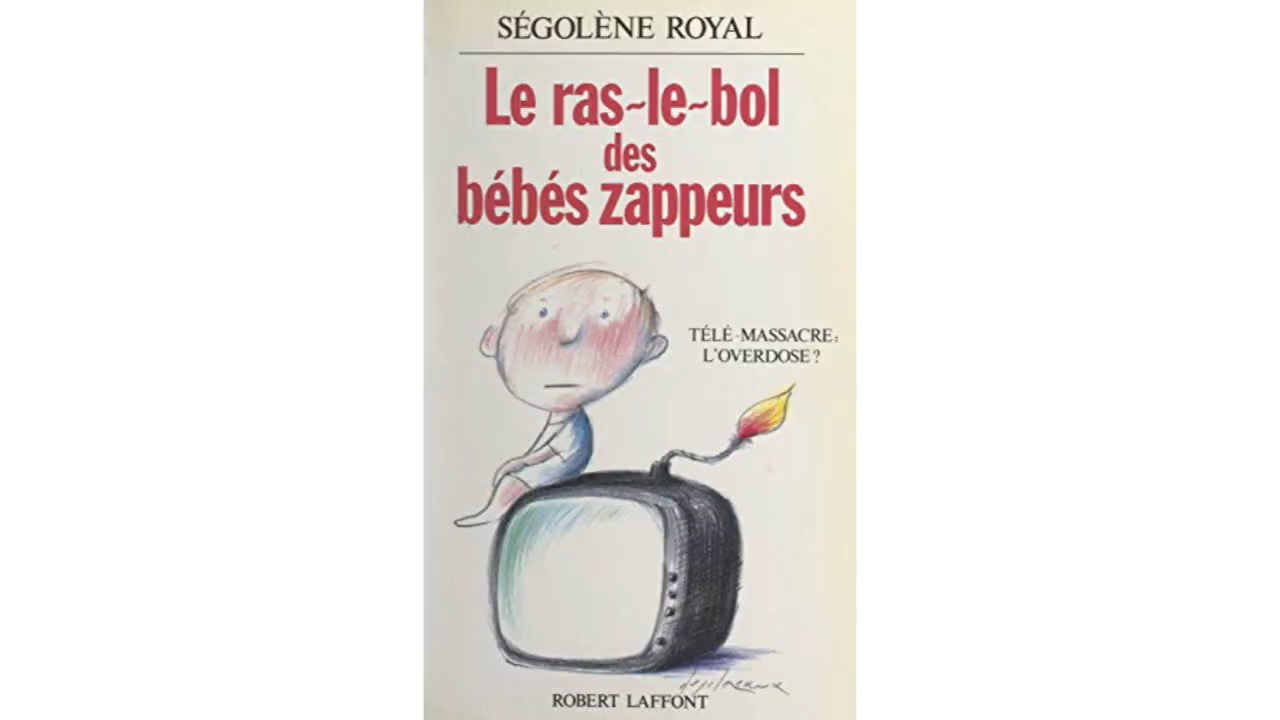 SÉGOLÈNE ROYAL
Le ras-le-bol
des
bébés zappeurs
TÉLÉ-MASSACRE:
L'OVERDOSE?
ROBERT LAFFONT